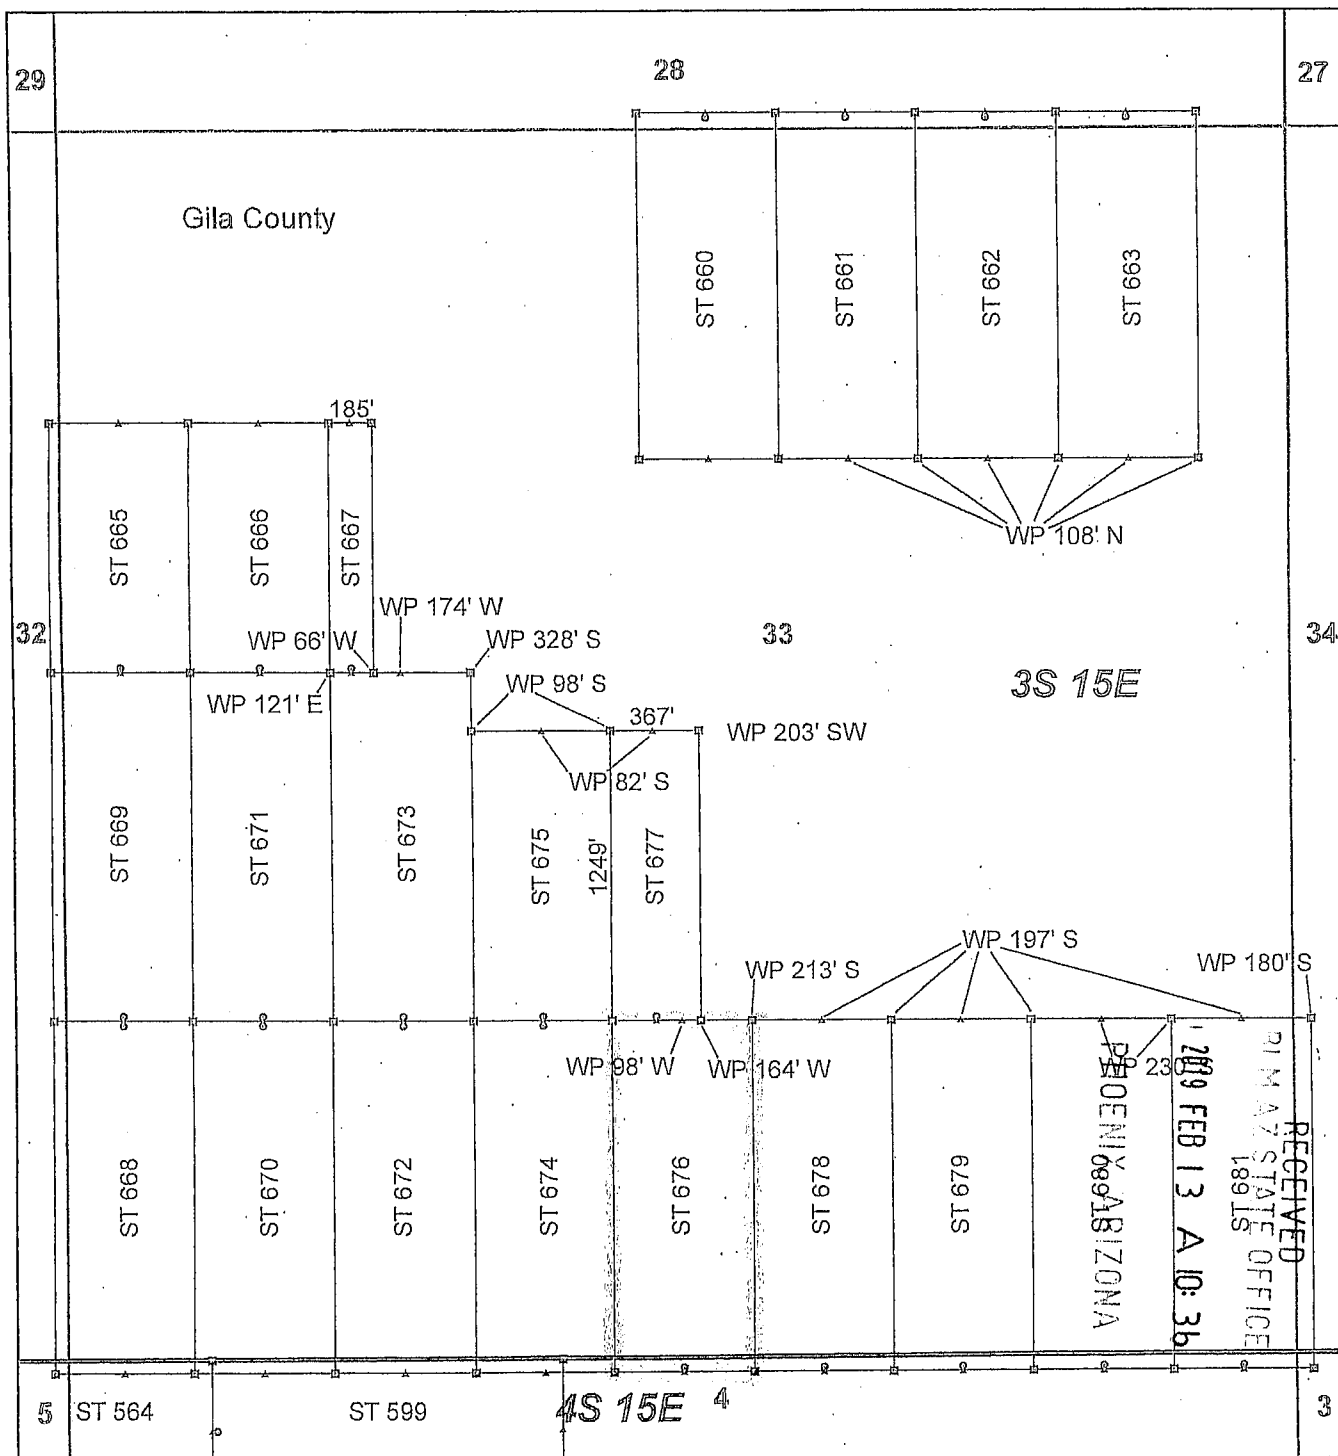 29
28
27
Gila County
ST 660
ST 661
ST 662
ST 663
185'
ST 665
ST 666
ST 667
WP 108' N
32
33
34
WP 174' W
WP 66' W
WP 328' S
3S 15E
WP 98' S
WP 121' E
367'
WP 203' SW
WP 82' S
ST 669
ST 671
ST 673
ST 675
1249'
ST 677
WP 197' S
WP 213' S
WP 180' S
WP 98' W
WP 164' W
WP 230' S
ST 668
ST 670
ST 672
ST 674
ST 676
ST 678
ST 679
ST 680
ST 681
RECEIVED
BLM AZ STATE OFFICE
2019 FEB 13 A 10: 36
PHOENIX ARIZONA
5
ST 564
ST 599
4S 15E
4
3